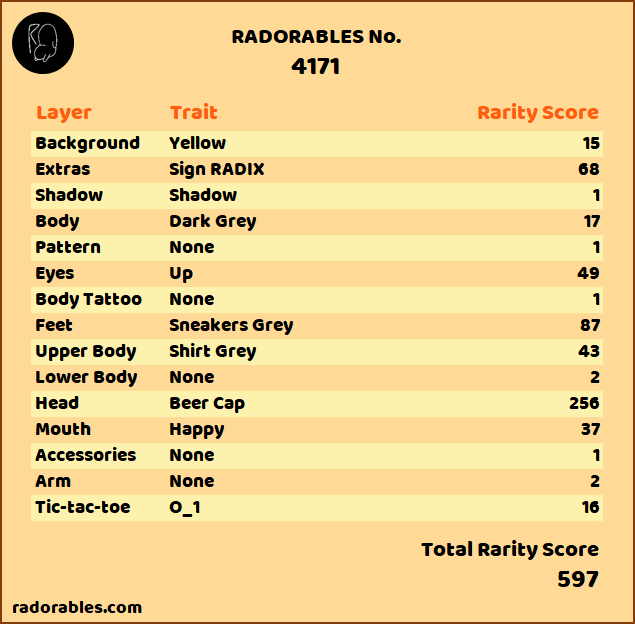 RADORABLES No.
4171
Layer Trait Rarity Score
Background Yellow 15
Extras Sign RADIX 68
Shadow Shadow 1
Body Dark Grey 17
Pattern None 1
Eyes Up 49
Body Tattoo None 1
Feet Sneakers Grey 87
Upper Body Shirt Grey 43
Lower Body None 2
Head Beer Cap 256
Mouth Happy 37
Accessories None 1
Arm None 2
Tic-tac-toe O_1 16
Total Rarity Score
597
radorables.com